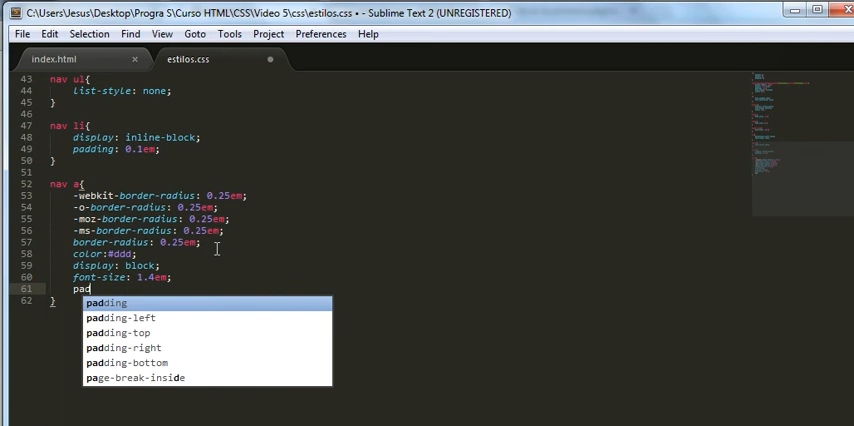 C:\Users\Jesus\Desktop\Progra S\Curso HTML\CSS\Video 5\css\estilos.css • - Sublime Text 2 (UNREGISTERED)
File Edit Selection Find View Goto Tools Project Preferences Help
index.html × estilos.css
43 nav ul{
44 list-style: none;
45 }
46
47 nav li{
48 display: inline-block;
49 padding: 0.1em;
50 }
51
52 nav a{
53 -webkit-border-radius: 0.25em;
54 -o-border-radius: 0.25em;
55 -moz-border-radius: 0.25em;
56 -ms-border-radius: 0.25em;
57 border-radius: 0.25em;
58 color:#ddd;
59 display: block;
60 font-size: 1.4em;
61 pad
62 }
padding
padding-left
padding-top
padding-right
padding-bottom
page-break-inside